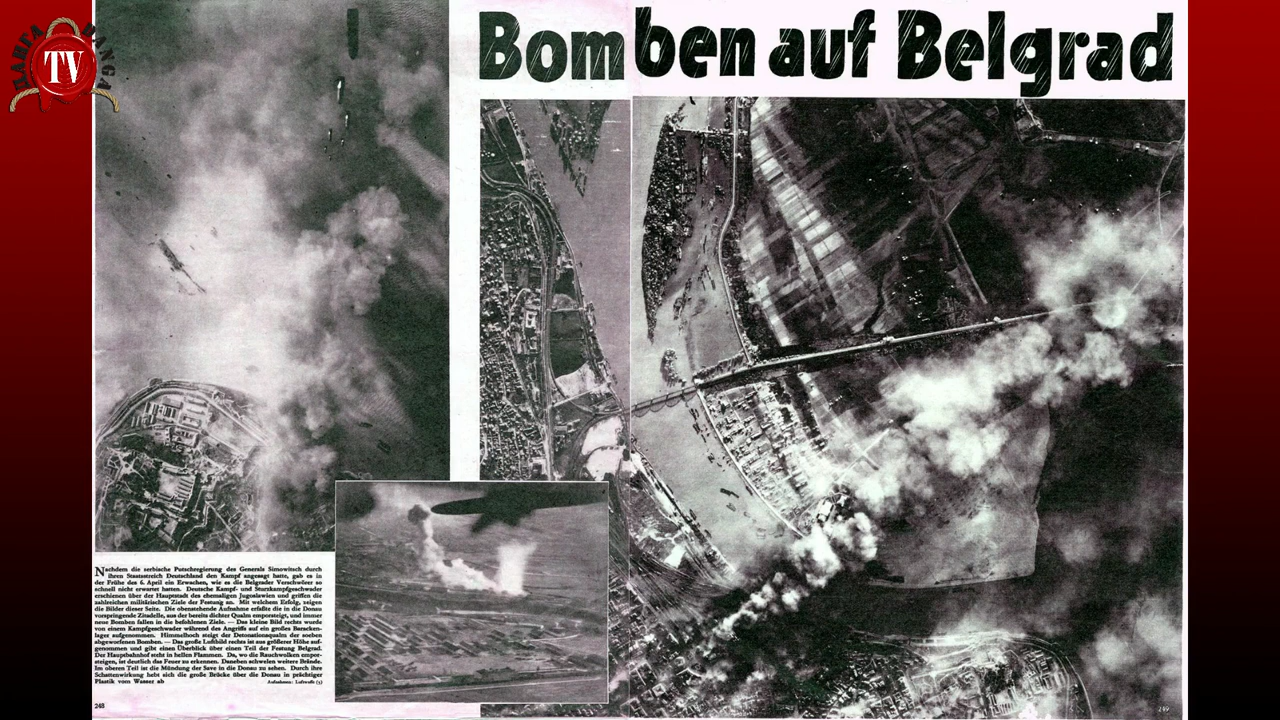 ПАНГЕА
TV
PANGEA
Bomben auf Belgrad
Nachdem die serbische Putschregierung des Generals Simowitsch durch
ihren Staatsstreich Deutschland den Kampf angesagt hatte, gab es in
der Frühe des 6. April ein Erwachen, wie es die Belgrader Verschwörer so
schnell nicht erwartet hatten. Deutsche Kampf- und Sturzkampfgeschwader
erschienen über der Hauptstadt des ehemaligen Jugoslawien und griffen die
zahlreichen militärischen Ziele der Festung an. Mit welchem Erfolg, zeigen
die Bilder dieser Seite. Die obenstehende Aufnahme erfaßt die in die Donau
vorspringende Zitadelle, aus der bereits dichter Qualm emporsteigt, und immer
neue Bomben fallen in die befohlenen Ziele. — Das kleine Bild rechts wurde
von einem Kampfgeschwader während des Angriffs auf ein großes Baracken-
lager aufgenommen. Himmelhoch steigt der Detonationsqualm der soeben
abgeworfenen Bomben. — Das große Luftbild rechts ist aus größerer Höhe auf-
genommen und gibt einen Überblick über einen Teil der Festung Belgrad.
Der Hauptbahnhof steht in hellen Flammen. Da, wo die Rauchwolken empor-
steigen, ist deutlich das Feuer zu erkennen. Daneben schwelen weitere Brände.
Im oberen Teil ist die Mündung der Save in die Donau zu sehen. Durch ihre
Schattenwirkung hebt sich die große Brücke über die Donau in prächtiger
Plastik vom Wasser ab
Aufnahmen: Luftwaffe (3)
248
249